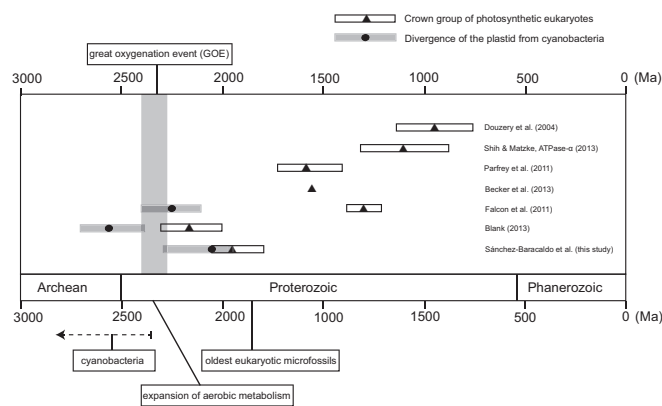 Crown group of photosynthetic eukaryotes
Divergence of the plastid from cyanobacteria
great oxygenation event (GOE)
3000 2500 2000 1500 1000 500 0 (Ma)
Douzery et al. (2004)
Shih & Matzke, ATPase-α (2013)
Parfrey et al. (2011)
Becker et al. (2013)
Falcon et al. (2011)
Blank (2013)
Sánchez-Baracaldo et al. (this study)
Archean Proterozoic Phanerozoic
3000 2500 2000 1000 1000 500 0 (Ma)
cyanobacteria oldest eukaryotic microfossils
expansion of aerobic metabolism